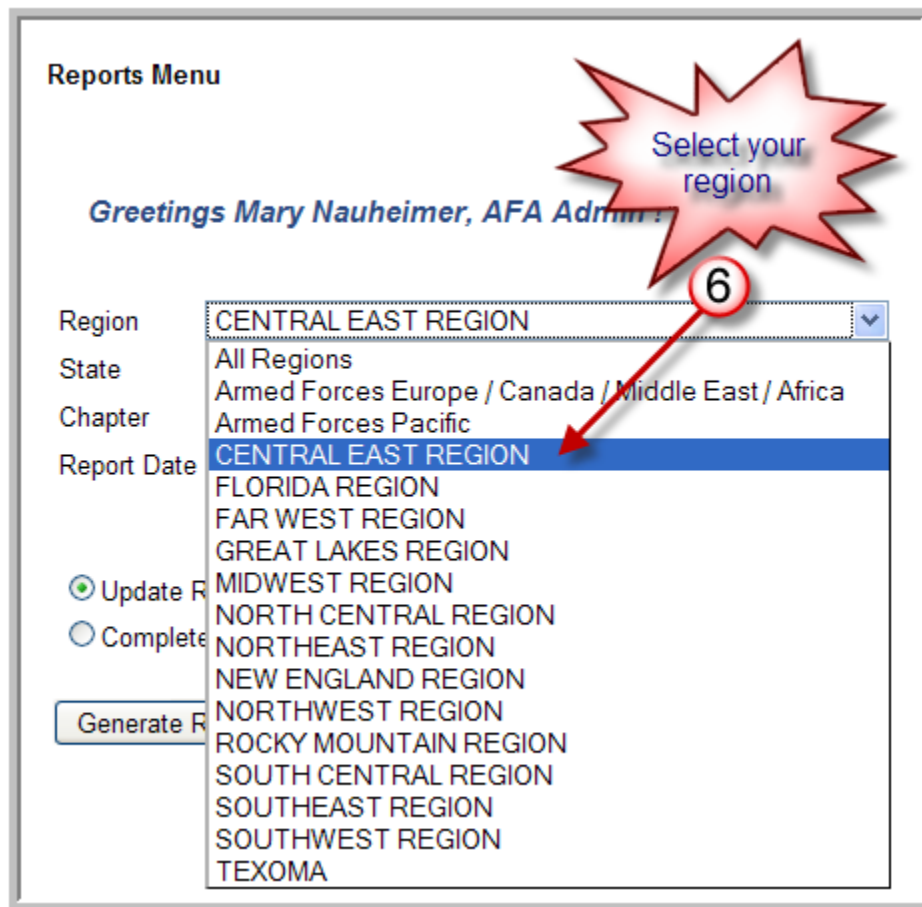 Reports Menu
Select your
region
Greetings Mary Nauheimer, AFA Admin !
6
Region CENTRAL EAST REGION
State
Chapter
Report Date
All Regions
Armed Forces Europe / Canada / Middle East / Africa
Armed Forces Pacific
CENTRAL EAST REGION
FLORIDA REGION
FAR WEST REGION
GREAT LAKES REGION
MIDWEST REGION
NORTH CENTRAL REGION
NORTHEAST REGION
NEW ENGLAND REGION
NORTHWEST REGION
ROCKY MOUNTAIN REGION
SOUTH CENTRAL REGION
SOUTHEAST REGION
SOUTHWEST REGION
TEXOMA
Update R
Complete
Generate R